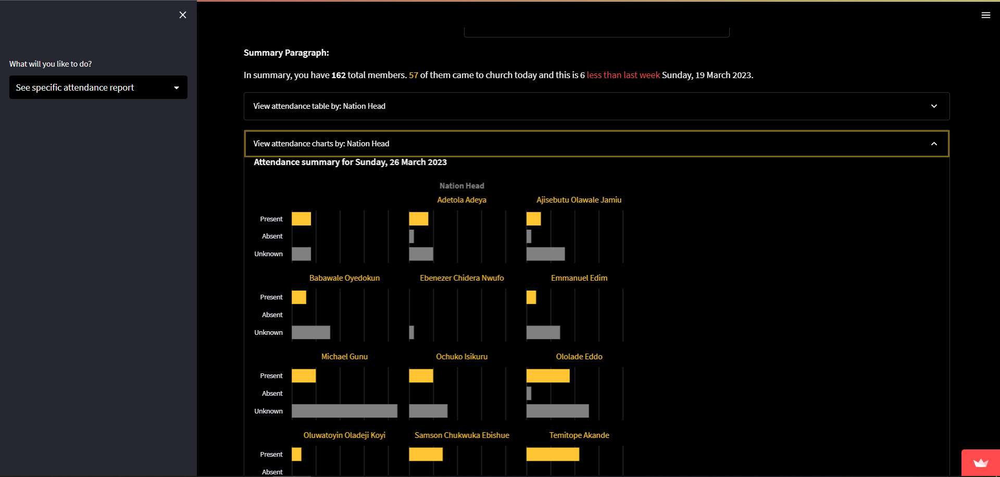 What will you like to do?
See specific attendance report
Summary Paragraph:
In summary, you have 162 total members. 57 of them came to church today and this is 6 less than last week Sunday, 19 March 2023.
View attendance table by: Nation Head
View attendance charts by: Nation Head
Attendance summary for Sunday, 26 March 2023
Nation Head
Adetola Adeya
Ajisebutu Olawale Jamiu
Present
Absent
Unknown
Babawale Oyedokun
Ebenezer Chidera Nwufo
Emmanuel Edim
Present
Absent
Unknown
Michael Gunu
Ochuko Isikuru
Ololade Eddo
Present
Absent
Unknown
Oluwatoyin Oladeji Koyi
Samson Chukwuka Ebishue
Temitope Akande
Present
Absent